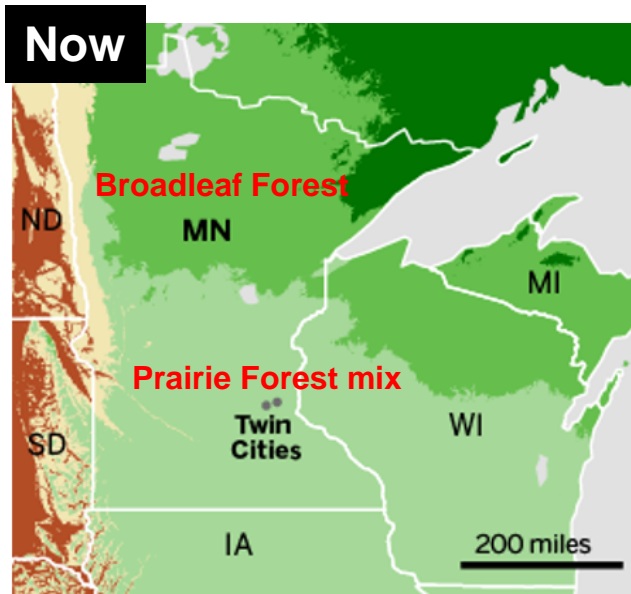 Now
Broadleaf Forest
ND
MN
MI
Prairie Forest mix
Twin
Cities
WI
SD
IA
200 miles